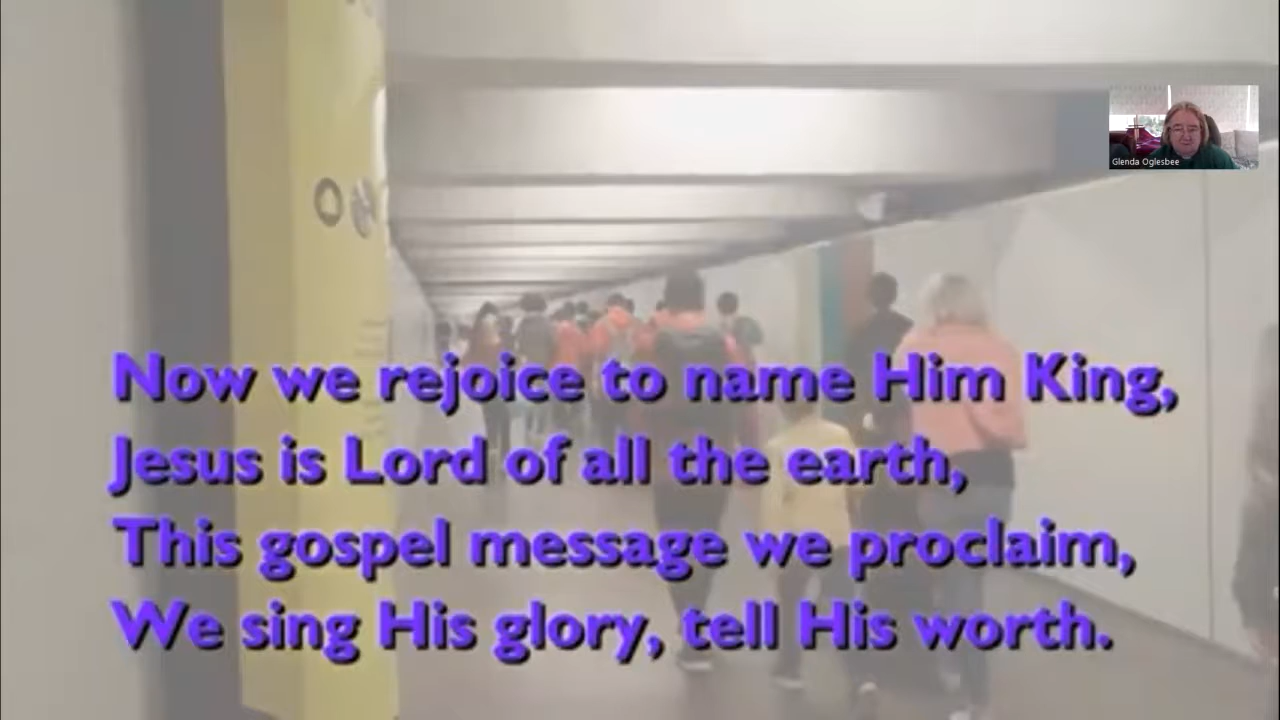 Glenda Oglesbee
Now we rejoice to name Him King,
Jesus is Lord of all the earth,
This gospel message we proclaim,
We sing His glory, tell His worth.